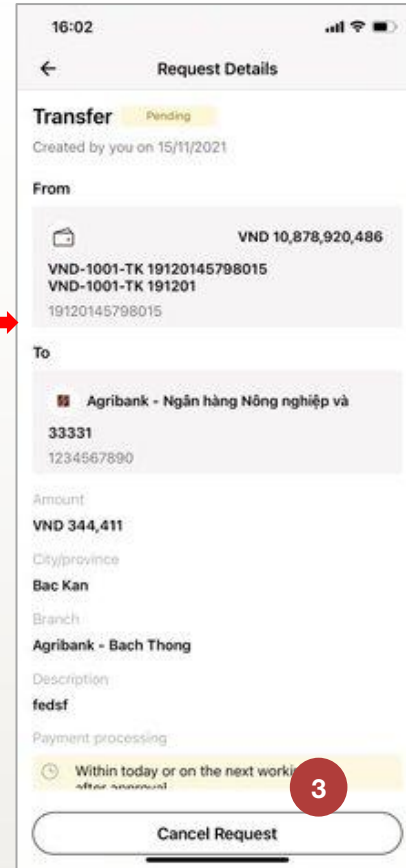 16:02
Request Details
Transfer Pending
Created by you on 15/11/2021
From
VND 10,878,920,486
VND-1001-TK 19120145798015
VND-1001-TK 191201
19120145798015
To
Agribank - Ngân hàng Nông nghiệp và
33331
1234567890
Amount
VND 344,411
City/province
Bac Kan
Branch
Agribank - Bach Thong
Description
fedsf
Payment processing
Within today or on the next
after approval
3
Cancel Request